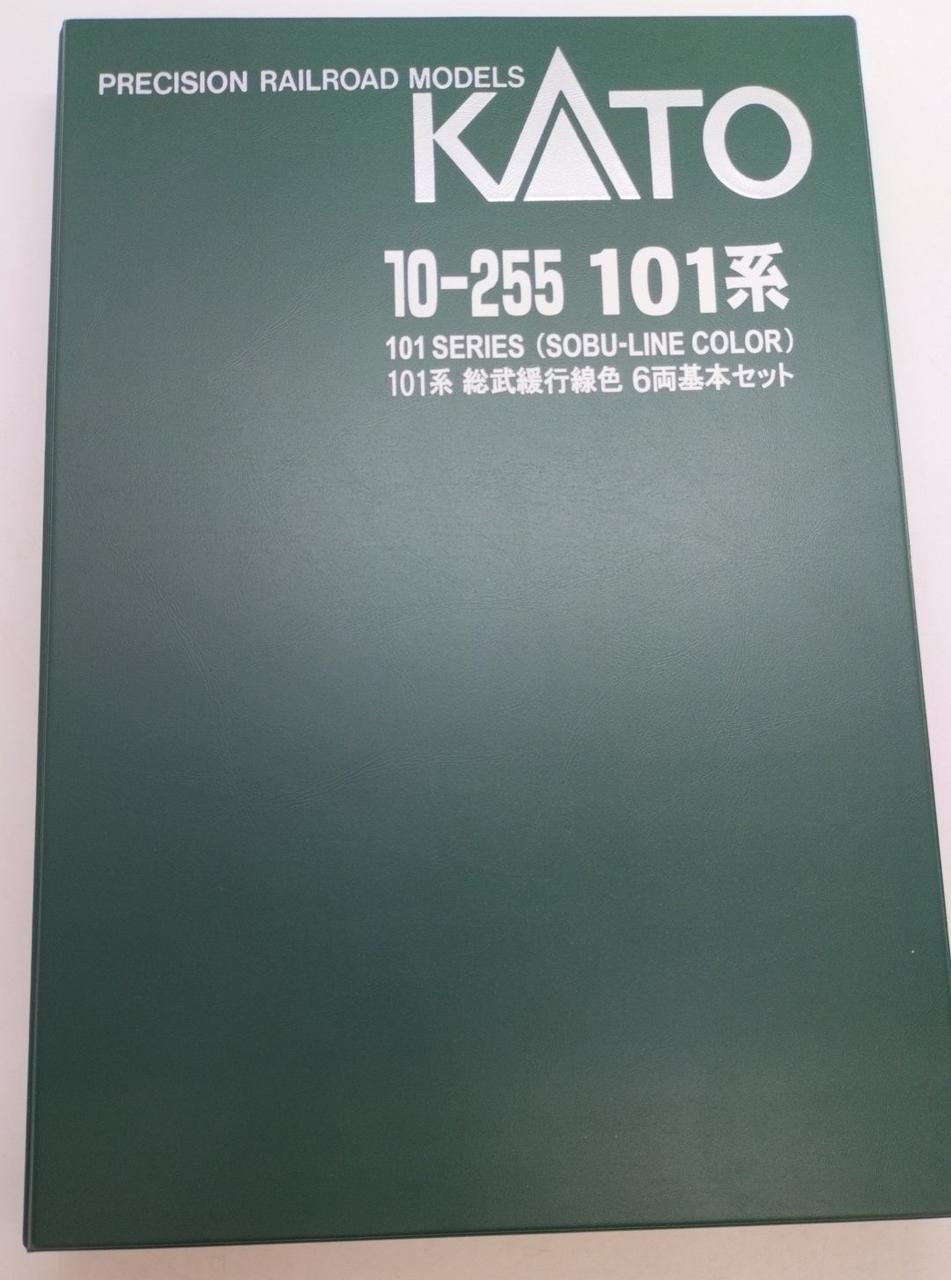 PRECISION RAILROAD MODELS
KATO
10-255 101系
101 SERIES (SOBU-LINE COLOR)
101系 総武緩行線色 6両基本セット